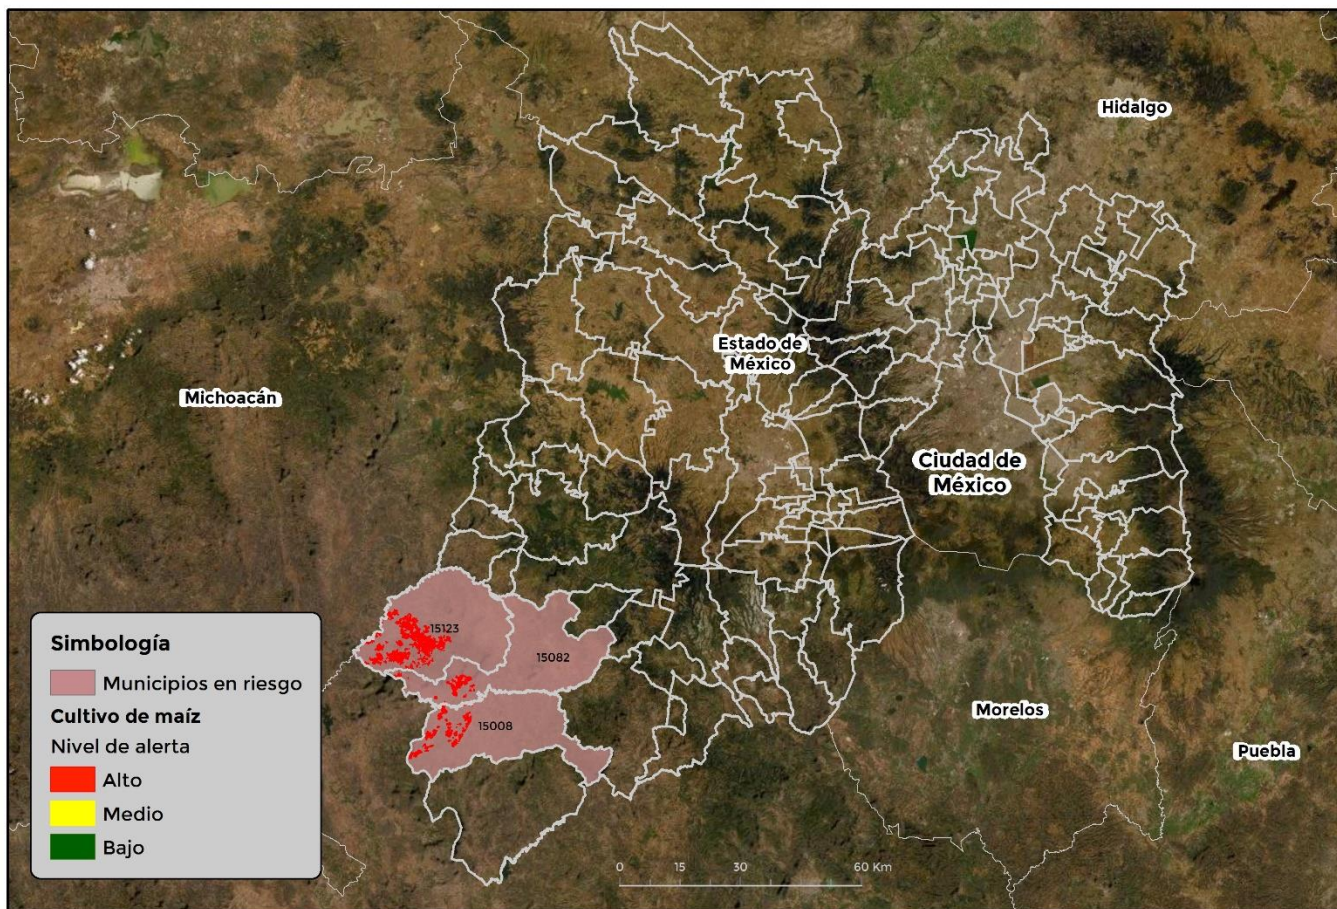 Hidalgo
Estado de
México
Michoacán
Ciudad de
México
15123
15082
15008
Morelos
Puebla
Simbología
Municipios en riesgo
Cultivo de maíz
Nivel de alerta
Alto
Medio
Bajo
0 15 30 60 Km